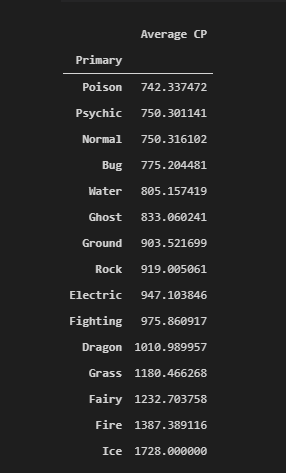 Average CP
Primary
Poison 742.337472
Psychic 750.301141
Normal 750.316102
Bug 775.204481
Water 805.157419
Ghost 833.060241
Ground 903.521699
Rock 919.005061
Electric 947.103846
Fighting 975.860917
Dragon 1010.989957
Grass 1180.466268
Fairy 1232.703758
Fire 1387.389116
Ice 1728.000000